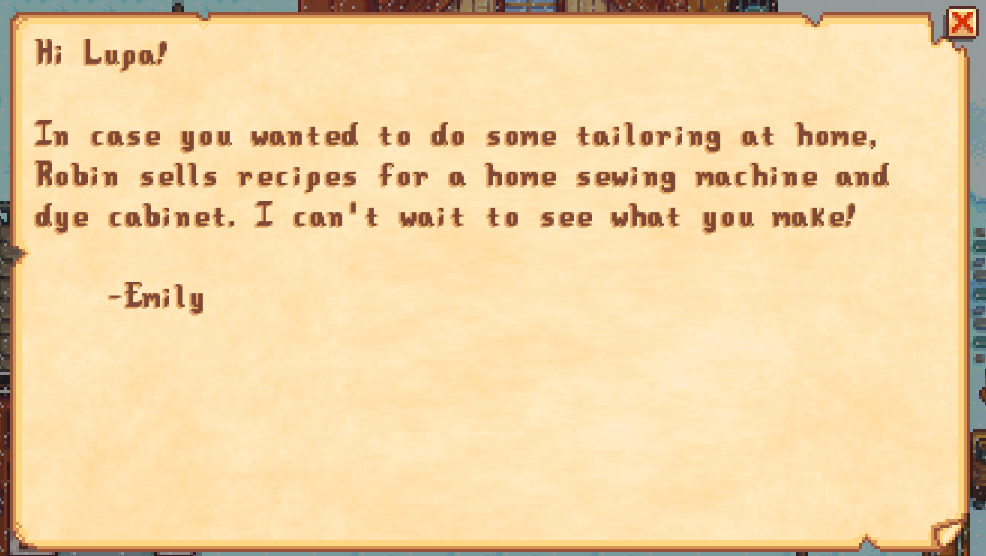 Hi Lupa!
In case you wanted to do some tailoring at home,
Robin sells recipes for a home sewing machine and
dye cabinet. I can't wait to see what you make!
-Emily